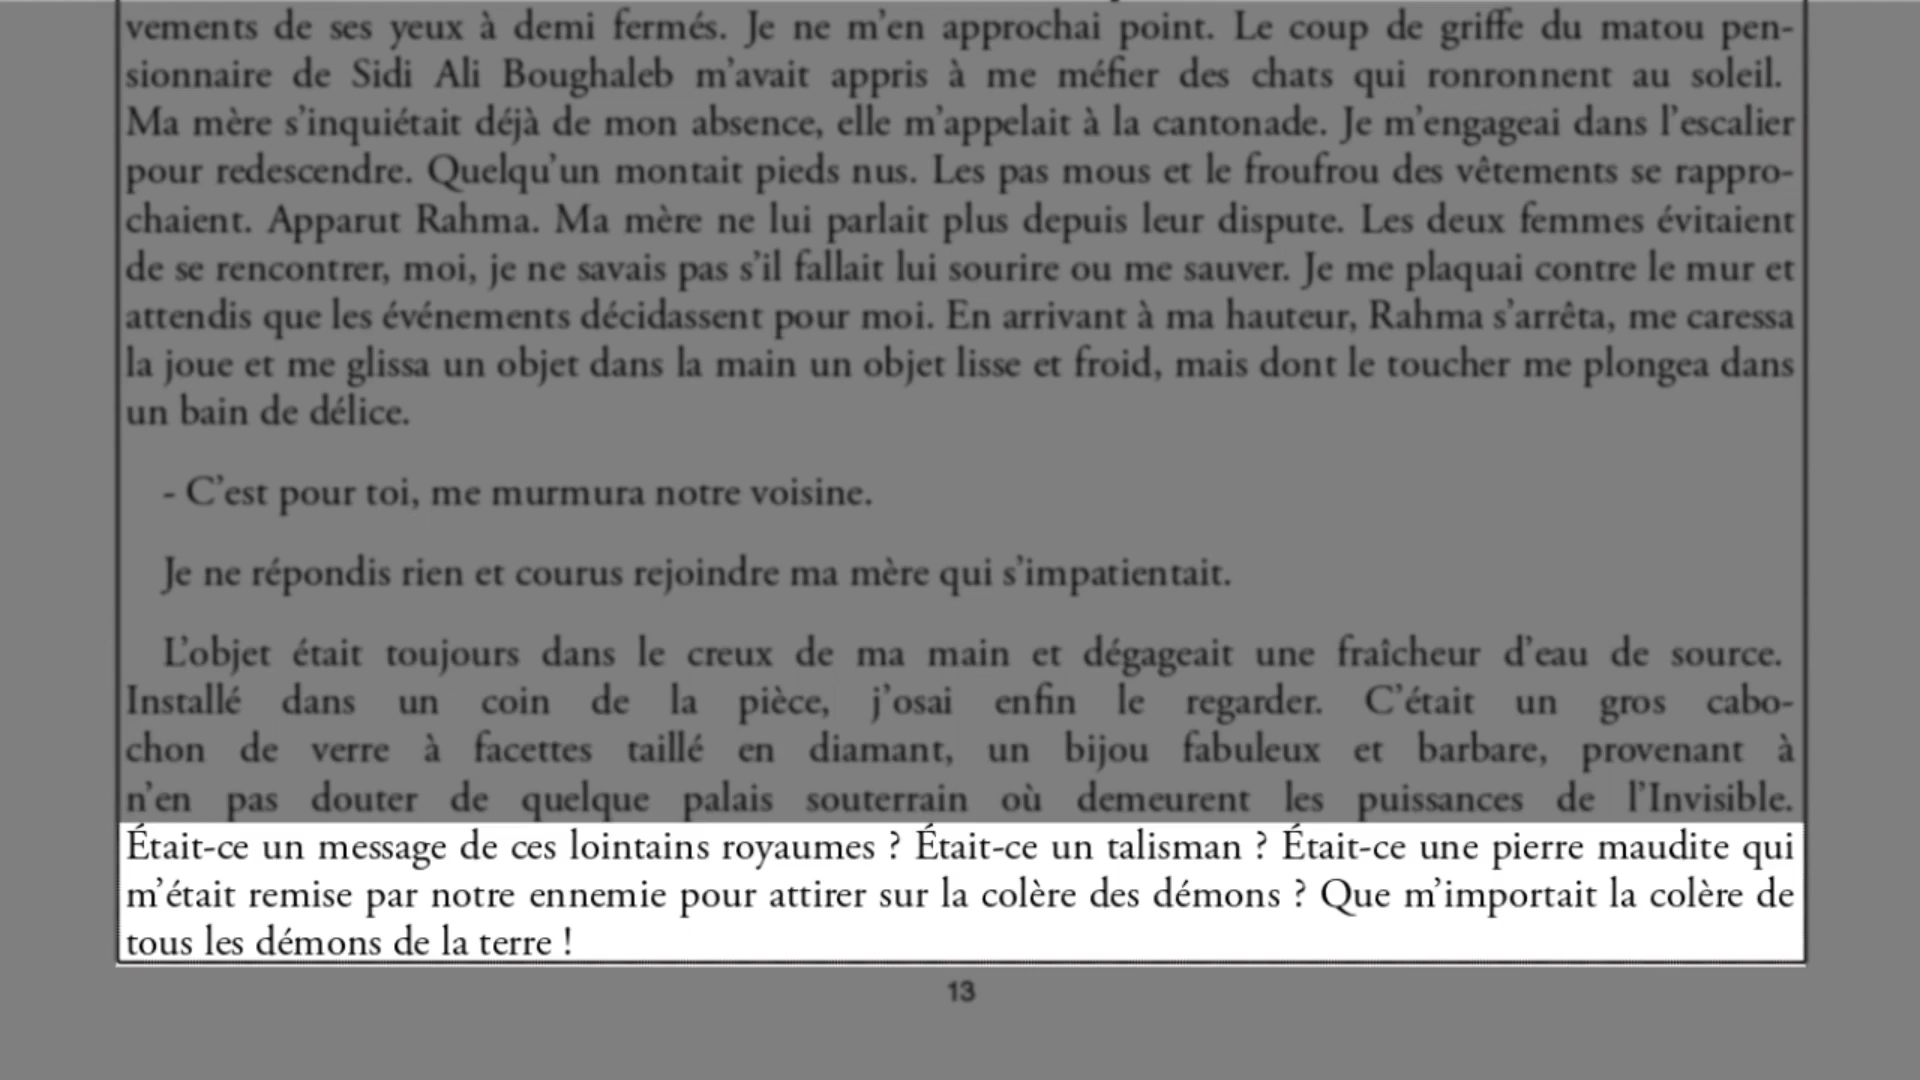 vements de ses yeux à demi fermés. Je ne m'en approchai point. Le coup de griffe du matou pen-
sionnaire de Sidi Ali Boughaleb m'avait appris à me méfier des chats qui ronronnent au soleil.
Ma mère s'inquiétait déjà de mon absence, elle m'appelait à la cantonade. Je m'engageai dans l'escalier
pour redescendre. Quelqu'un montait pieds nus. Les pas mous et le froufrou des vêtements se rappro-
chaient. Apparut Rahma. Ma mère ne lui parlait plus depuis leur dispute. Les deux femmes évitaient
de se rencontrer, moi, je ne savais pas s'il fallait lui sourire ou me sauver. Je me plaquai contre le mur et
attendis que les événements décidassent pour moi. En arrivant à ma hauteur, Rahma s'arrêta, me caressa
la joue et me glissa un objet dans la main un objet lisse et froid, mais dont le toucher me plongea dans
un bain de délice.
- C'est pour toi, me murmura notre voisine.
Je ne répondis rien et courus rejoindre ma mère qui s'impatientait.
L'objet était toujours dans le creux de ma main et dégageait une fraîcheur d'eau de source.
Installé dans un coin de la pièce, j'osai enfin le regarder. C'était un gros cabo-
chon de verre à facettes taillé en diamant, un bijou fabuleux et barbare, provenant à
n'en pas douter de quelque palais souterrain où demeurent les puissances de l'Invisible.
Était-ce un message de ces lointains royaumes ? Était-ce un talisman ? Était-ce une pierre maudite qui
m'était remise par notre ennemie pour attirer sur la colère des démons ? Que m'importait la colère de
tous les démons de la terre !
13